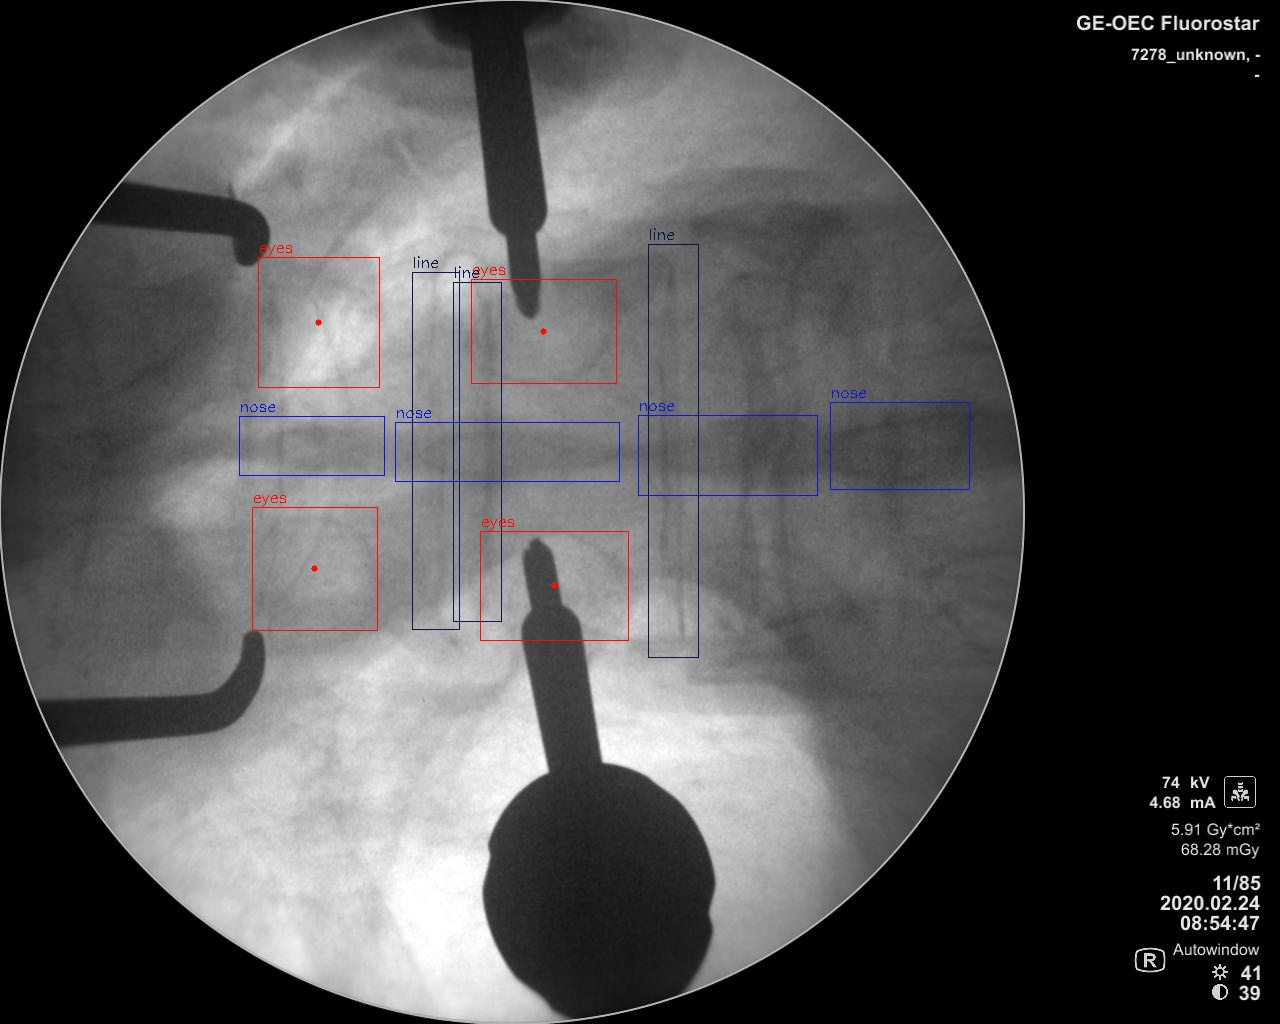 GE-OEC Fluorostar
7278_unknown, -
-
eyes
line
line
line
eyes
nose
nose
nose
nose
eyes
eyes
74 kV
4.68 mA
5.91 Gy*cm²
68.28 mGy
11/85
2020.02.24
08:54:47
R
Autowindow
41
39